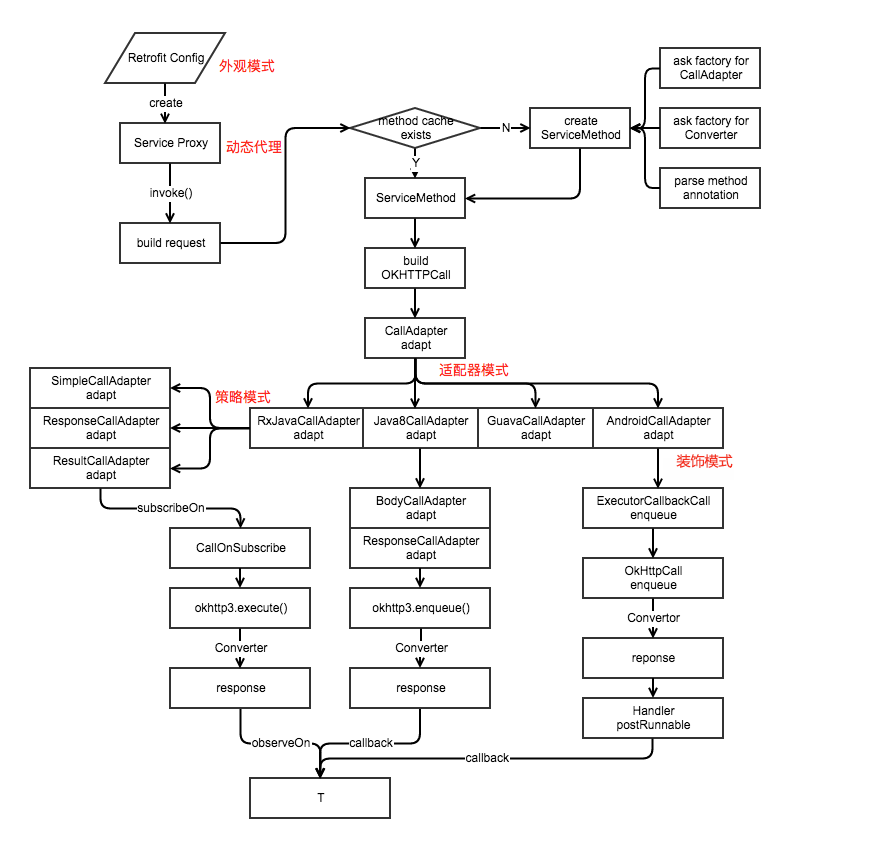 Retrofit Config
外观模式
create
Service Proxy
动态代理
invoke()
build request
method cache
exists
N
Y
create
ServiceMethod
ask factory for
CallAdapter
ask factory for
Converter
parse method
annotation
ServiceMethod
build
OKHTTPCall
CallAdapter
adapt
适配器模式
策略模式
SimpleCallAdapter
adapt
ResponseCallAdapter
adapt
ResultCallAdapter
adapt
RxJavaCallAdapter
adapt
Java8CallAdapter
adapt
GuavaCallAdapter
adapt
AndroidCallAdapter
adapt
装饰模式
subscribeOn
CallOnSubscribe
okhttp3.execute()
Converter
response
observeOn
BodyCallAdapter
adapt
ResponseCallAdapter
adapt
okhttp3.enqueue()
Converter
response
callback
ExecutorCallbackCall
enqueue
OkHttpCall
enqueue
Convertor
reponse
Handler
postRunnable
callback
T